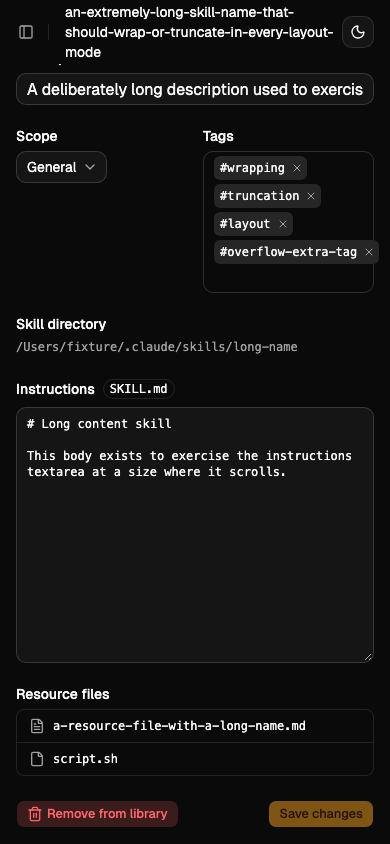 an-extremely-long-skill-name-that-
should-wrap-or-truncate-in-every-layout-
mode
A deliberately long description used to exercis
Scope
Tags
General
#wrapping
#truncation
#layout
#overflow-extra-tag
Skill directory
/Users/fixture/.claude/skills/long-name
Instructions SKILL.md
# Long content skill
This body exists to exercise the instructions
textarea at a size where it scrolls.
Resource files
a-resource-file-with-a-long-name.md
script.sh
Remove from library
Save changes